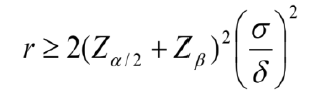 r ≥ 2(Z_{α/2} + Z_β)^2 (σ/δ)^2